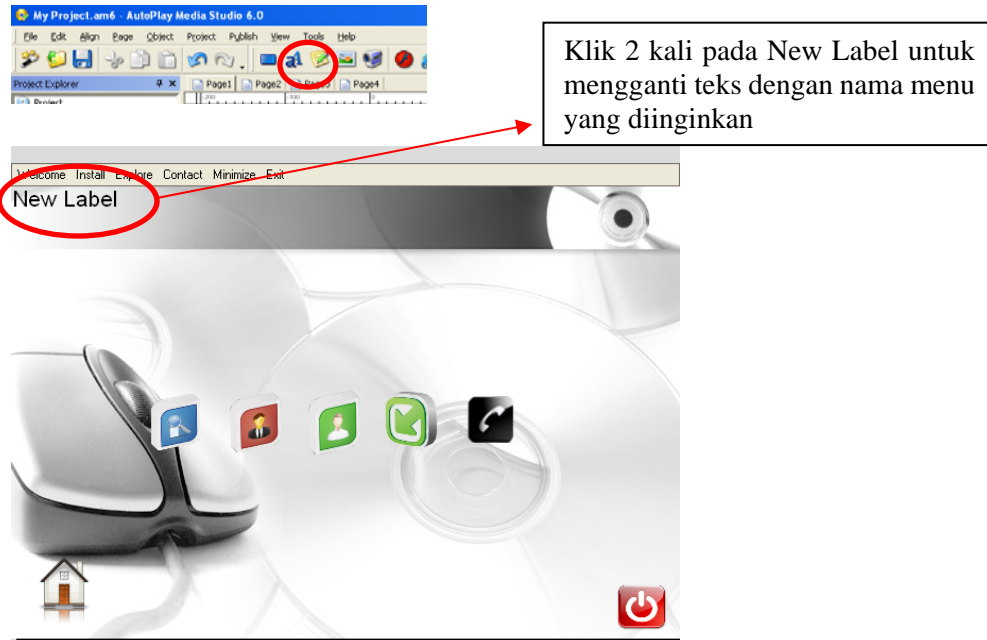 My Project.am6 - AutoPlay Media Studio 6.0
File Edit Align Page Object Project Publish View Tools Help
Project Explorer
Page1 Page2 Page3 Page4
Project
Klik 2 kali pada New Label untuk
mengganti teks dengan nama menu
yang diinginkan
Welcome Install Explore Contact Minimize Exit
New Label